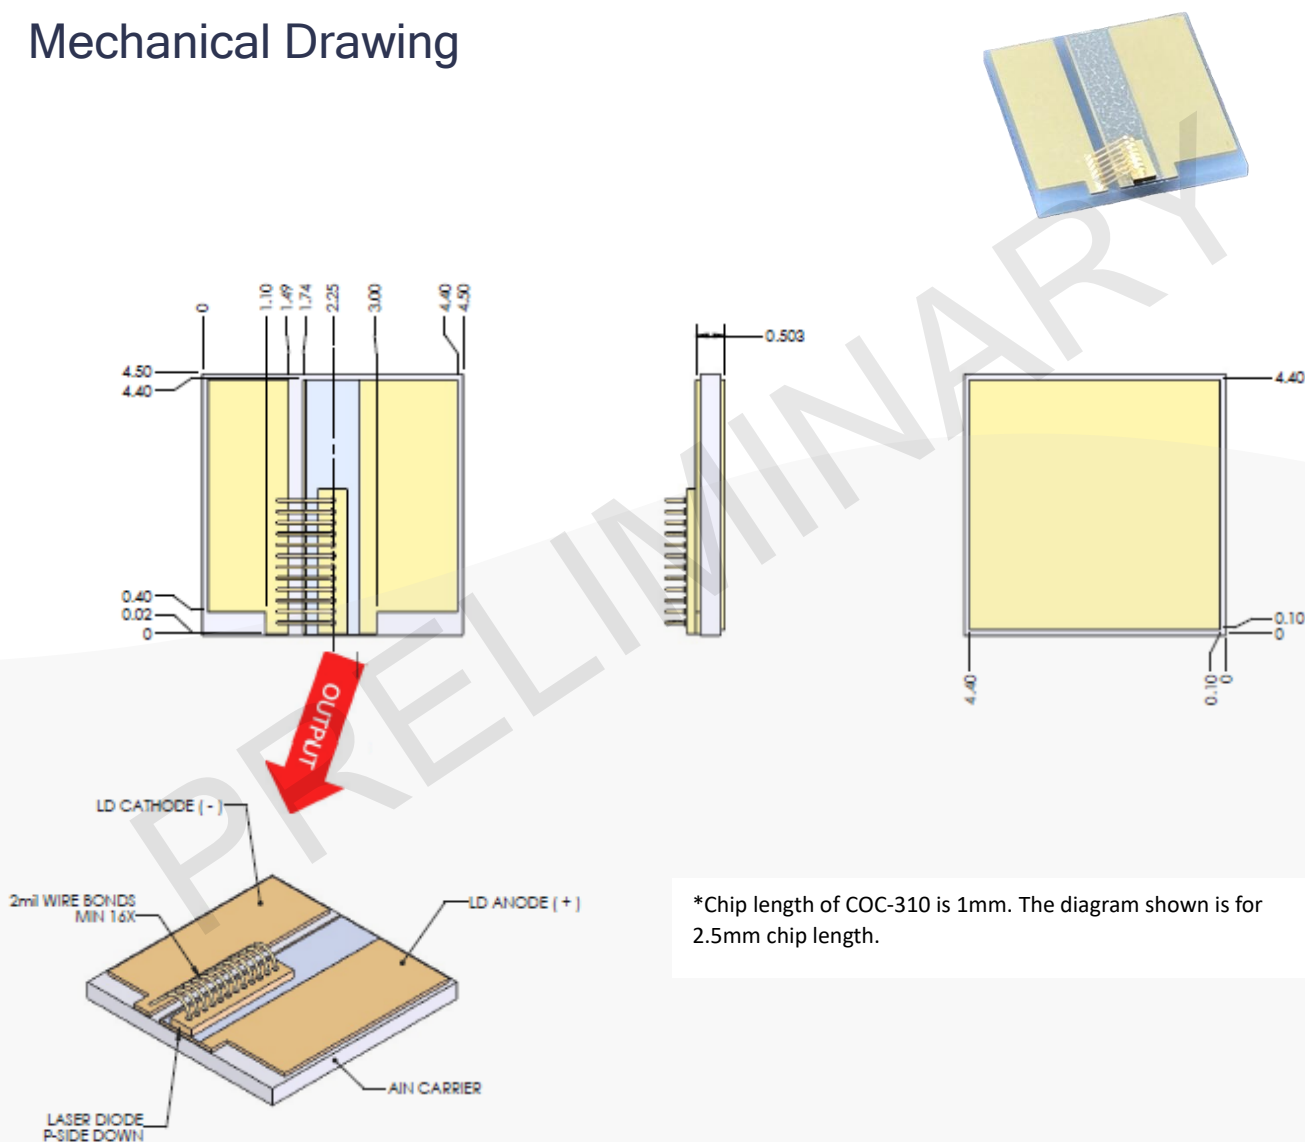 Mechanical Drawing
PRELIMINARY
0
1.10
1.49
1.74
2.25
3.00
4.40
4.50
4.50
4.40
0.40
0.02
0
0.503
4.40
0.10
0
4.40
0.10
0
OUTPUT
LD CATHODE ( - )
2mil WIRE BONDS
MIN 16X
LD ANODE ( + )
AlN CARRIER
LASER DIODE
P-SIDE DOWN
*Chip length of COC-310 is 1mm. The diagram shown is for
2.5mm chip length.